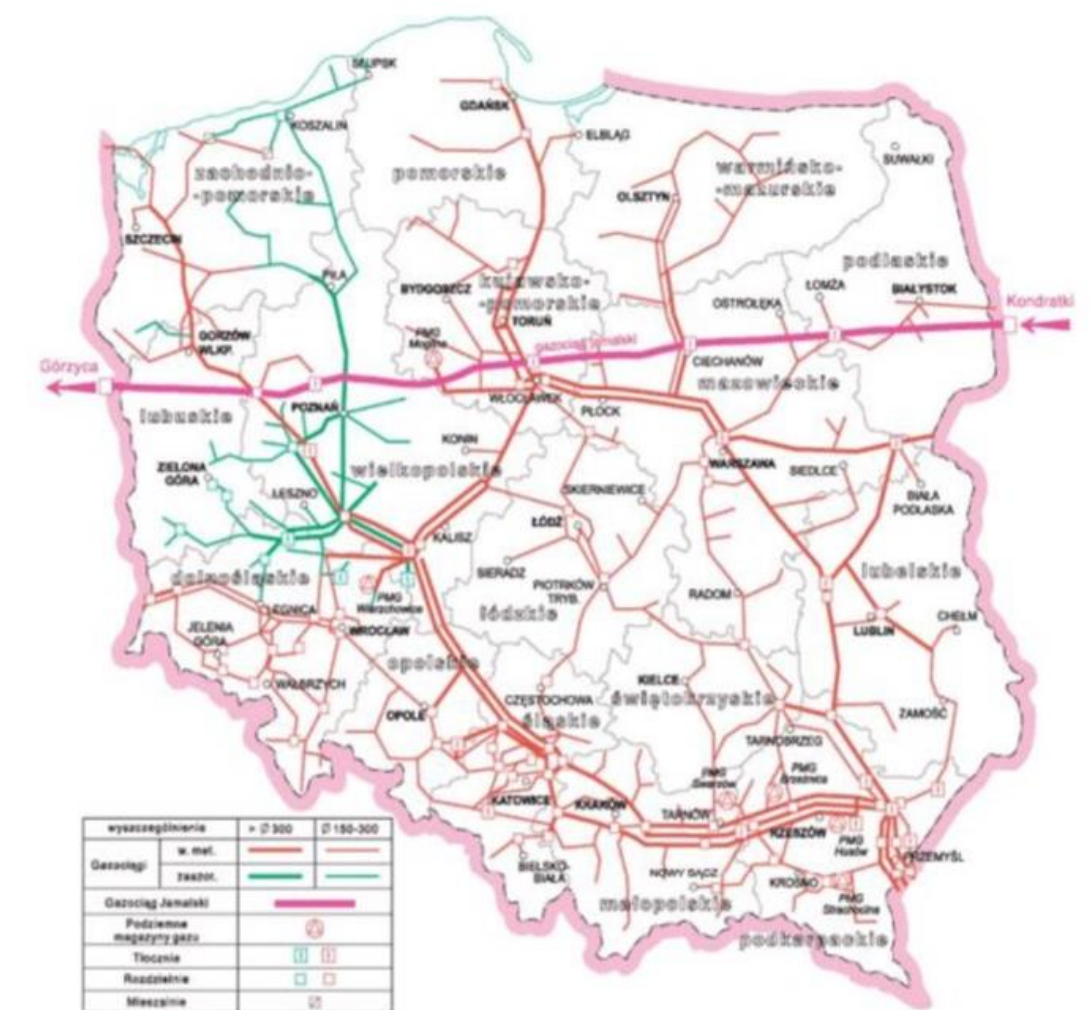 SŁUPSK
KOSZALIN
GDAŃSK
ELBLĄG
SUWAŁKI
zachodnio-
-pomorskie
pomorskie
warmińsko-
-mazurskie
OLSZTYN
SZCZECIN
podlaskie
PIŁA
BYDGOSZCZ
kujawsko-
-pomorskie
ŁOMŻA
BIAŁYSTOK
OSTROŁĘKA
Kondratki
TORUŃ
GORZÓW
WLKP.
PMG
Mogilno
gazociąg Jamalski
Górzyca
CIECHANÓW
mazowieckie
WŁOCŁAWEK
PŁOCK
lubuskie
POZNAŃ
KONIN
WARSZAWA
SIEDLCE
ZIELONA
GÓRA
wielkopolskie
LESZNO
SKIERNIEWICE
BIAŁA
PODLASKA
ŁÓDŹ
KALISZ
SIERADZ
PIOTRKÓW
TRYB.
dolnośląskie
PMG
Wierzchowice
łódzkie
RADOM
lubelskie
LEGNICA
JELENIA
GÓRA
WROCŁAW
LUBLIN
CHEŁM
opolskie
WAŁBRZYCH
KIELCE
CZĘSTOCHOWA
świętokrzyskie
OPOLE
śląskie
ZAMOŚĆ
TARNOBRZEG
PMG
Swarzów
PMG
Brzeźnica
KATOWICE
KRAKÓW
TARNÓW
RZESZÓW
PMG
Husów
PRZEMYŚL
BIELSKO-
BIAŁA
NOWY SĄCZ
KROSNO
PMG
Strachocina
małopolskie
podkarpackie
wyszczególnienie > Ø 300 Ø 150-300
Gazociągi w. met.
zaazot.
Gazociąg Jamalski
Podziemne
magazyny gazu
Tłocznie
Rozdzielnie
Mieszalnie